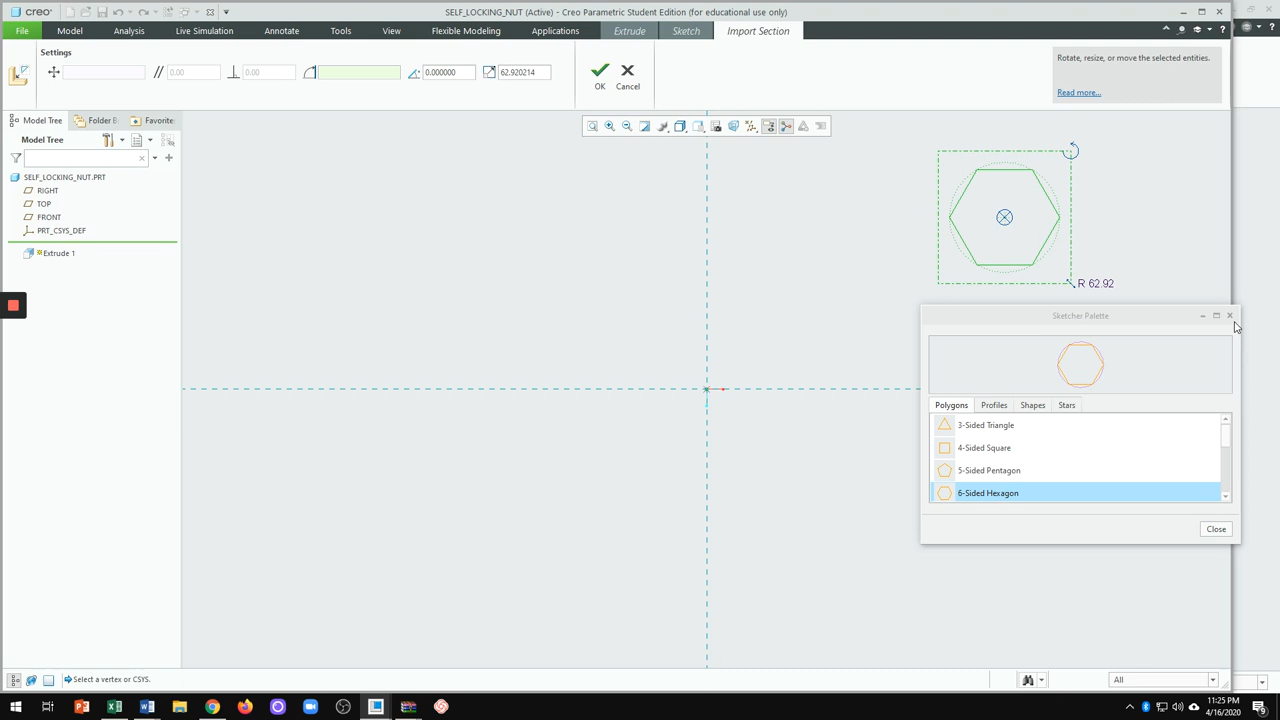 creo
SELF_LOCKING_NUT (Active) - Creo Parametric Student Edition (for educational use only)
File Model Analysis Live Simulation Annotate Tools View Flexible Modeling Applications Extrude Sketch Import Section
Settings
0.00 0.00 0.000000 62.920214
OK Cancel
Rotate, resize, or move the selected entities.
Read more...
Model Tree Folder B Favorite
Model Tree
SELF_LOCKING_NUT.PRT
RIGHT
TOP
FRONT
PRT_CSYS_DEF
Extrude 1
R 62.92
Sketcher Palette
Polygons Profiles Shapes Stars
3-Sided Triangle
4-Sided Square
5-Sided Pentagon
6-Sided Hexagon
Close
Select a vertex or CSYS.
All
11:25 PM
4/16/2020